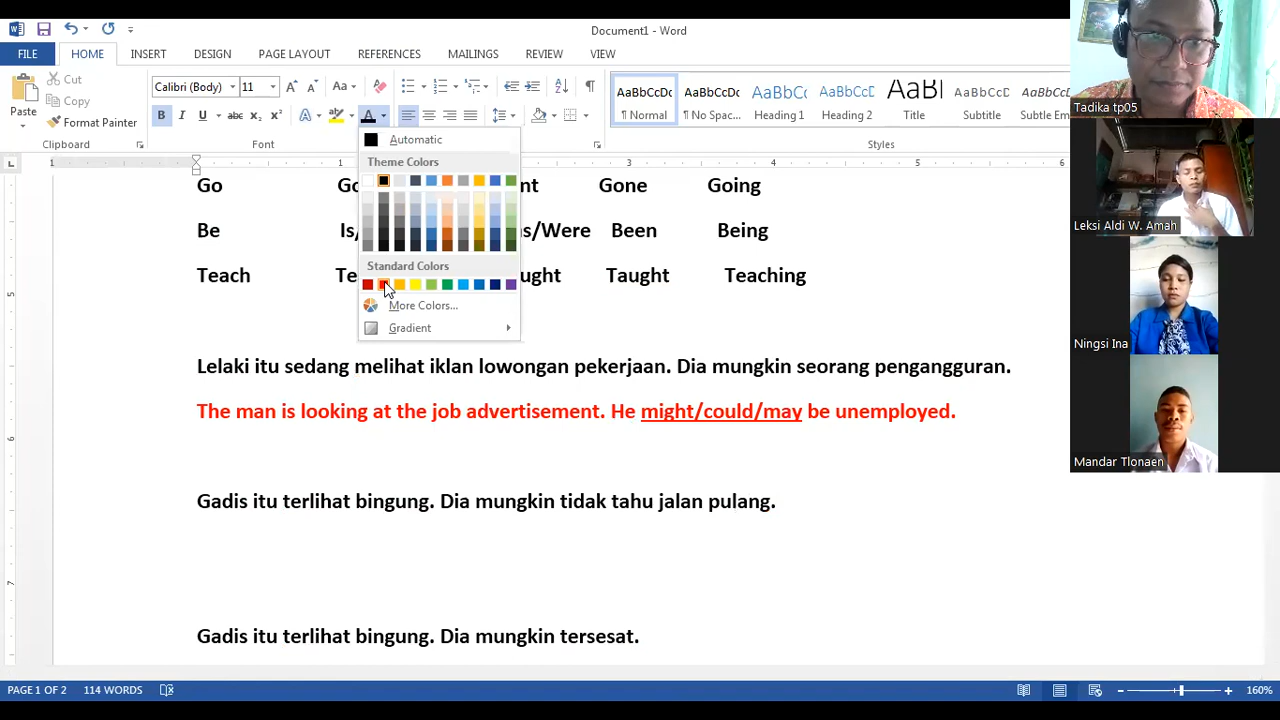 Document1 - Word
FILE HOME INSERT DESIGN PAGE LAYOUT REFERENCES MAILINGS REVIEW VIEW
Cut
Copy
Format Painter
Paste
Clipboard
Calibri (Body) 11
Font
Automatic
Theme Colors
Standard Colors
More Colors...
Gradient
AaBbCcDc AaBbCcDc AaBbCc AaBbCcC AaBbCcC AaBbCcDc
¶ Normal ¶ No Spac... Heading 1 Heading 2 Title Subtitle Subtle Em
Styles
Go Gone Going
Be Is/ Were Been Being
Teach Taught Teaching
Lelaki itu sedang melihat iklan lowongan pekerjaan. Dia mungkin seorang pengangguran.
The man is looking at the job advertisement. He might/could/may be unemployed.
Gadis itu terlihat bingung. Dia mungkin tidak tahu jalan pulang.
Gadis itu terlihat bingung. Dia mungkin tersesat.
Tadika tp05
Leksi Aldi W. Amah
Ningsi Ina
Mandar Tlonaen
PAGE 1 OF 2 114 WORDS
160%